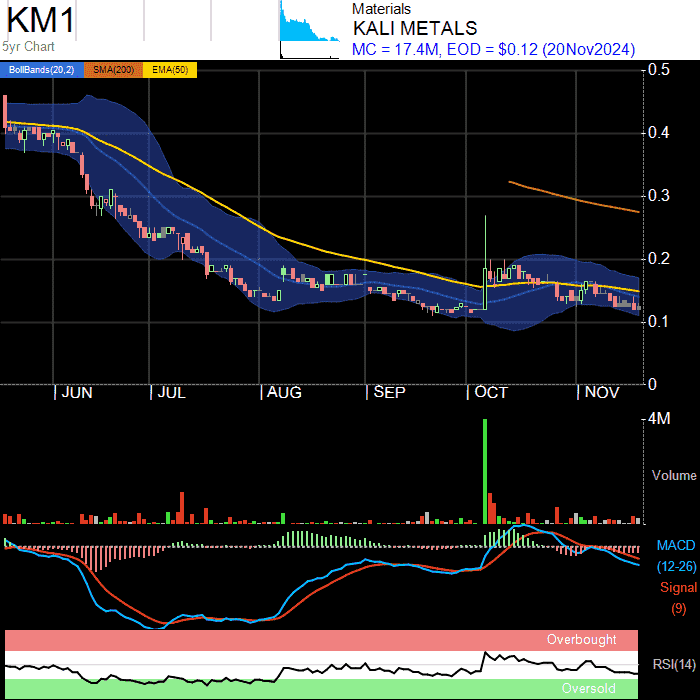 KM1
5yr Chart
Materials
KALI METALS
MC = 17.4M, EOD = $0.12 (20Nov2024)
BollBands(20,2) SMA(200) EMA(50)
0.5
0.4
0.3
0.2
0.1
0
JUN JUL AUG SEP OCT NOV
4M
Volume
MACD
(12-26)
Signal
(9)
Overbought
RSI(14)
Oversold